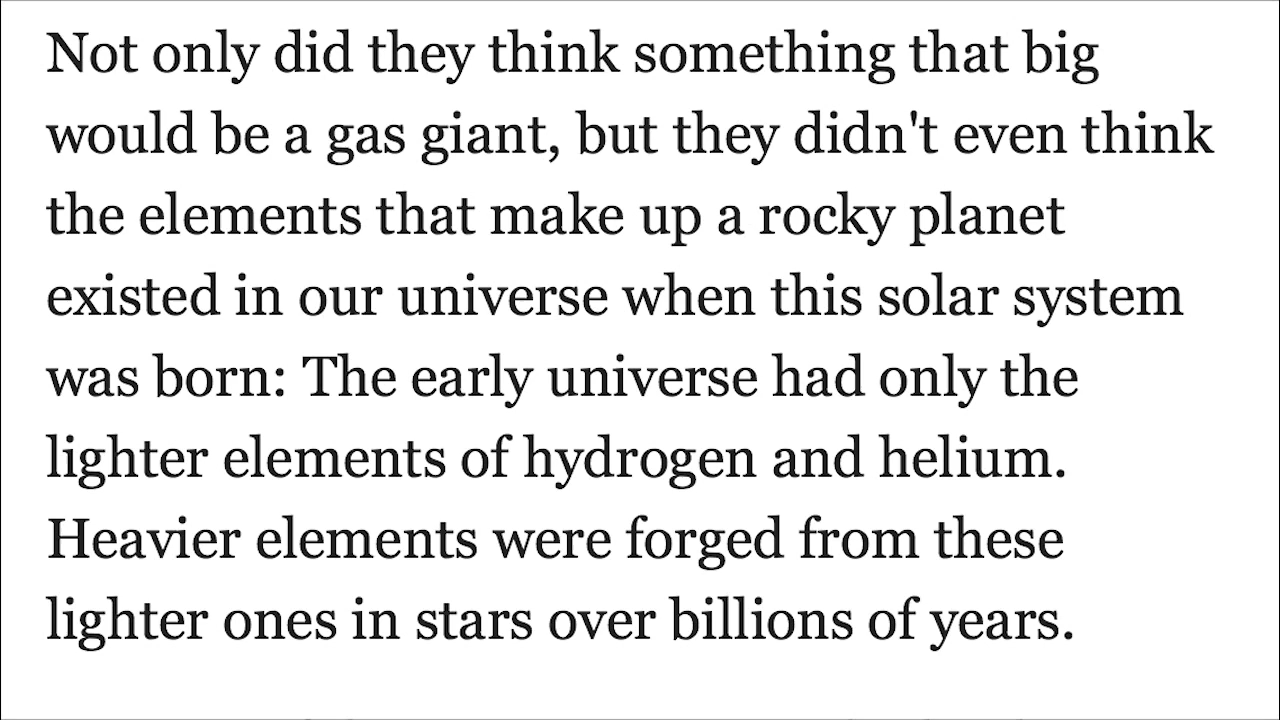 Not only did they think something that big
would be a gas giant, but they didn't even think
the elements that make up a rocky planet
existed in our universe when this solar system
was born: The early universe had only the
lighter elements of hydrogen and helium.
Heavier elements were forged from these
lighter ones in stars over billions of years.